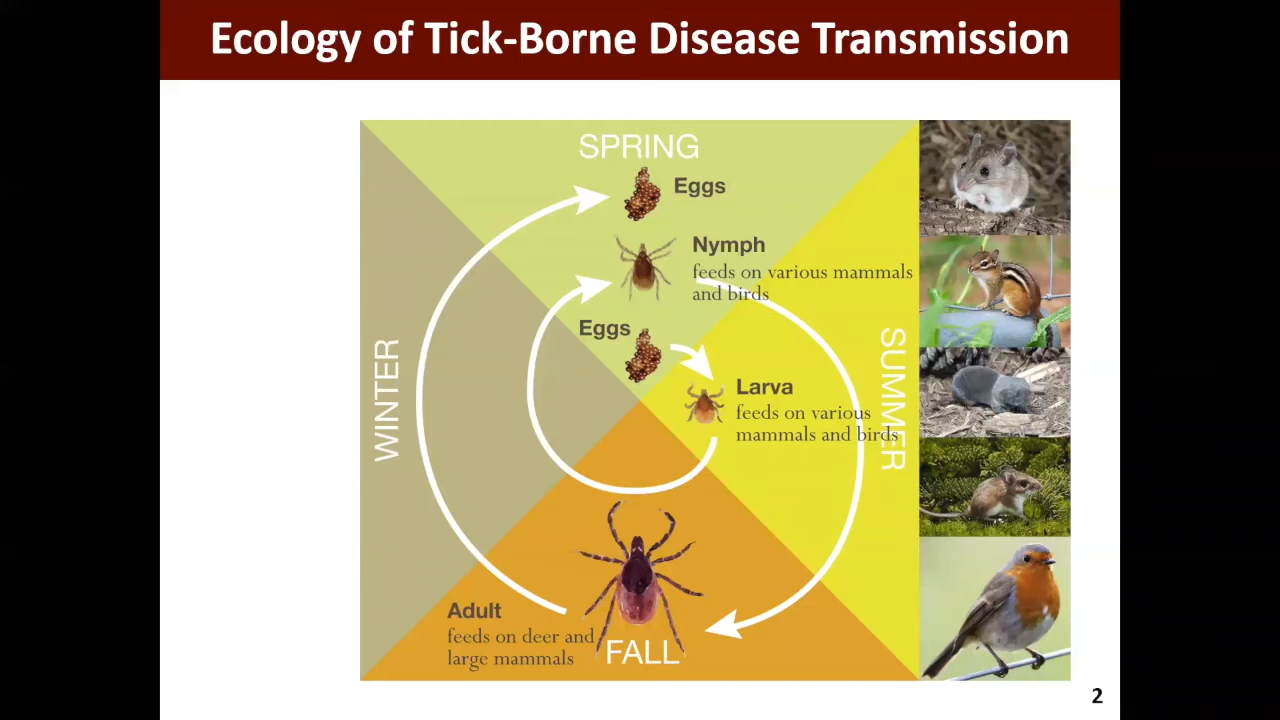 Ecology of Tick-Borne Disease Transmission
SPRING
Eggs
Nymph
feeds on various mammals
and birds
Eggs
Larva
feeds on various
mammals and birds
WINTER
SUMMER
Adult
feeds on deer and
large mammals
FALL
2